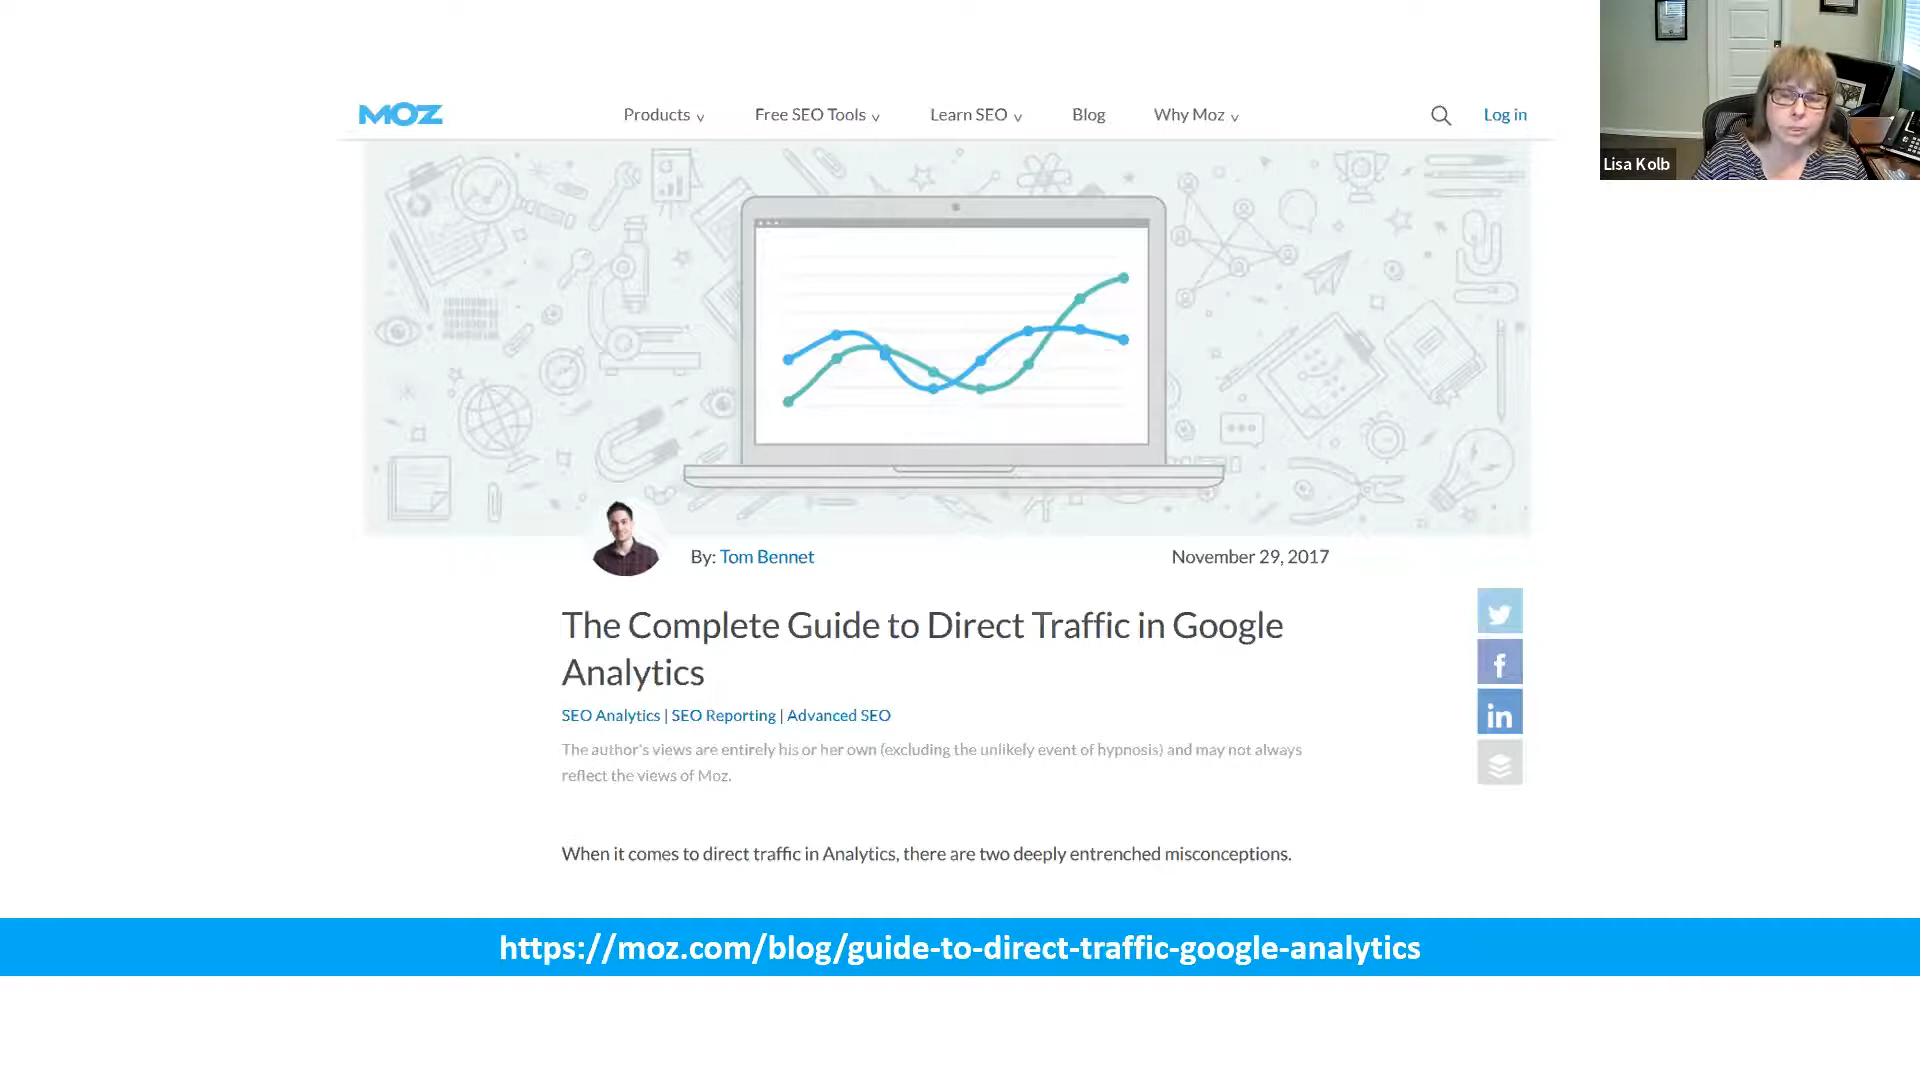 MOZ
Products
Free SEO Tools
Learn SEO
Blog
Why Moz
Log in
Lisa Kolb
By: Tom Bennet
November 29, 2017
The Complete Guide to Direct Traffic in Google
Analytics
SEO Analytics | SEO Reporting | Advanced SEO
The author's views are entirely his or her own (excluding the unlikely event of hypnosis) and may not always
reflect the views of Moz.
When it comes to direct traffic in Analytics, there are two deeply entrenched misconceptions.
https://moz.com/blog/guide-to-direct-traffic-google-analytics